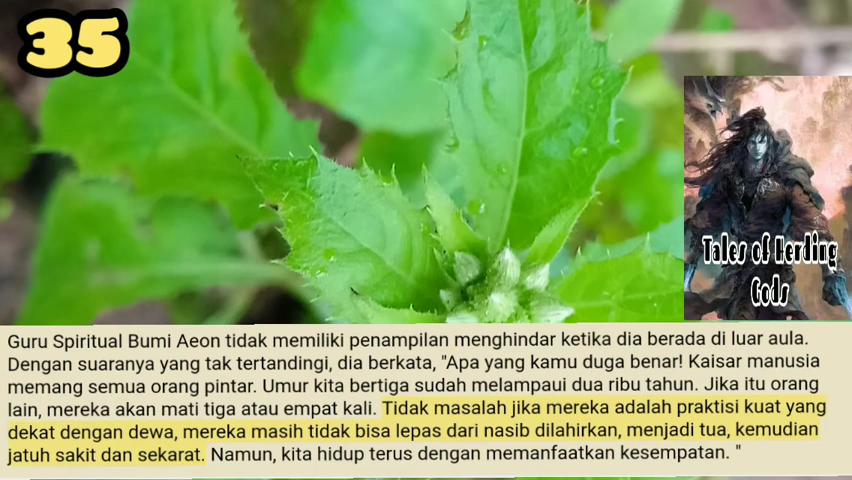 35
Tales of Herding
Gods
Guru Spiritual Bumi Aeon tidak memiliki penampilan menghindar ketika dia berada di luar aula.
Dengan suaranya yang tak tertandingi, dia berkata, "Apa yang kamu duga benar! Kaisar manusia
memang semua orang pintar. Umur kita bertiga sudah melampaui dua ribu tahun. Jika itu orang
lain, mereka akan mati tiga atau empat kali. Tidak masalah jika mereka adalah praktisi kuat yang
dekat dengan dewa, mereka masih tidak bisa lepas dari nasib dilahirkan, menjadi tua, kemudian
jatuh sakit dan sekarat. Namun, kita hidup terus dengan memanfaatkan kesempatan. "